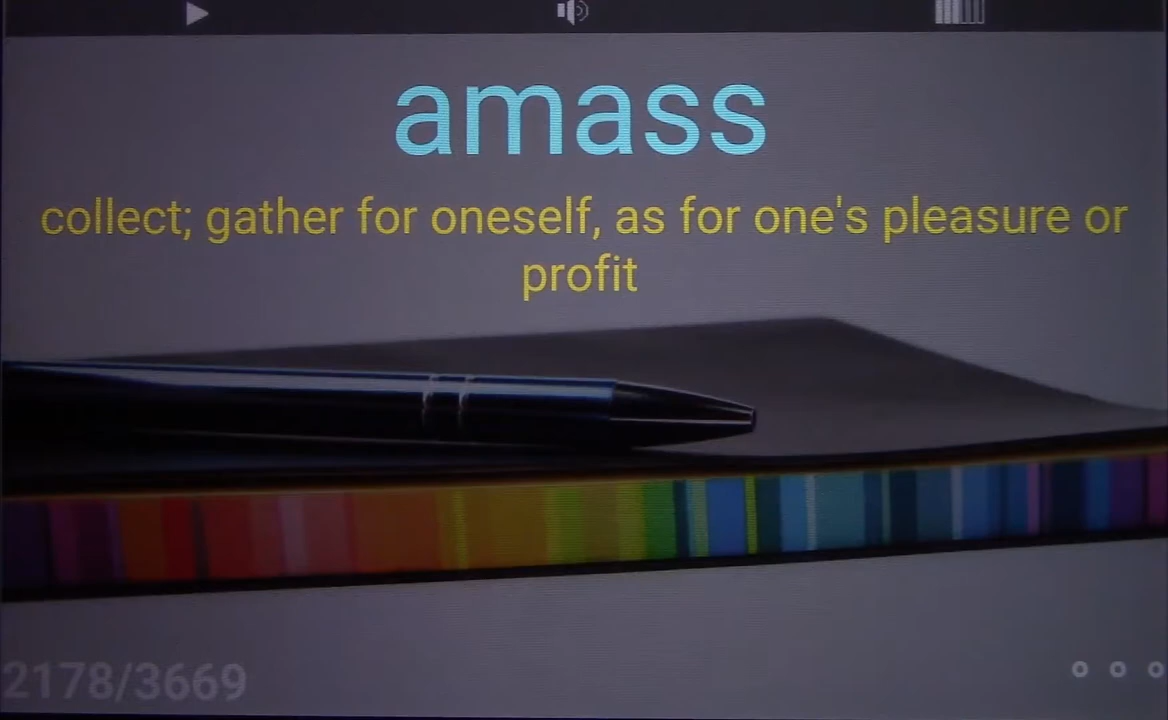 amass
collect; gather for oneself, as for one's pleasure or
profit
2178/3669